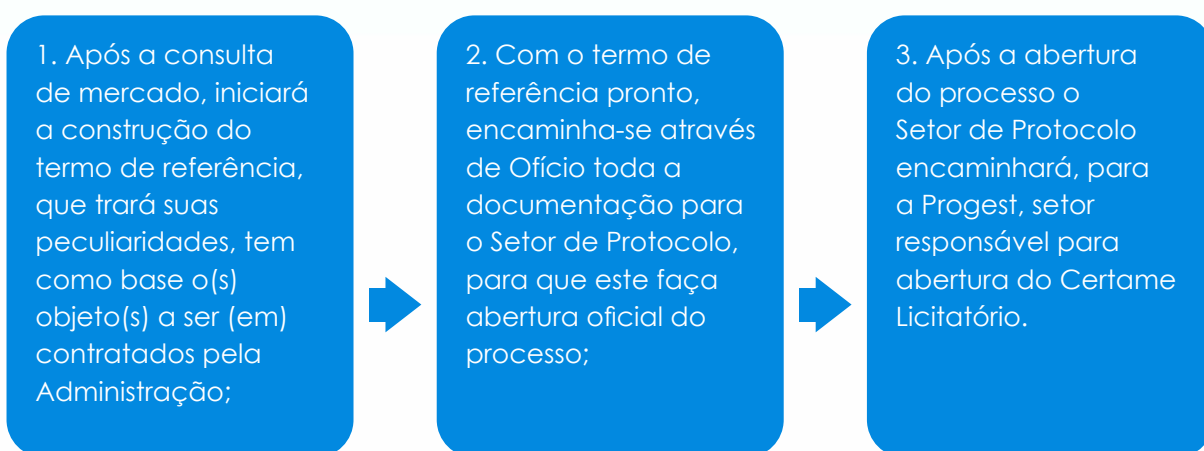 1. Após a consulta
de mercado, iniciará
a construção do
termo de referência,
que trará suas
peculiaridades, tem
como base o(s)
objeto(s) a ser (em)
contratados pela
Administração;
2. Com o termo de
referência pronto,
encaminha-se através
de Ofício toda a
documentação para
o Setor de Protocolo,
para que este faça
abertura oficial do
processo;
3. Após a abertura
do processo o
Setor de Protocolo
encaminhará, para
a Progest, setor
responsável para
abertura do Certame
Licitatório.